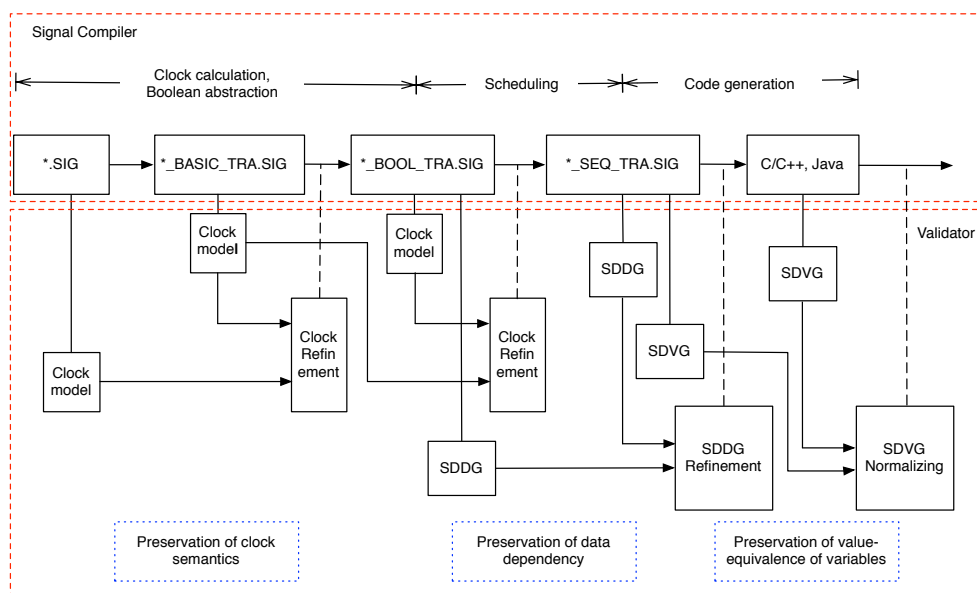 Signal Compiler
Clock calculation,
Boolean abstraction
Scheduling
Code generation
*.SIG
*_BASIC_TRA.SIG
*_BOOL_TRA.SIG
*_SEQ_TRA.SIG
C/C++, Java
Validator
Clock
model
Clock
model
SDDG
SDVG
Clock
Refin
ement
Clock
Refin
ement
SDVG
Clock
model
SDDG
SDDG
Refinement
SDVG
Normalizing
Preservation of clock
semantics
Preservation of data
dependency
Preservation of value-
equivalence of variables